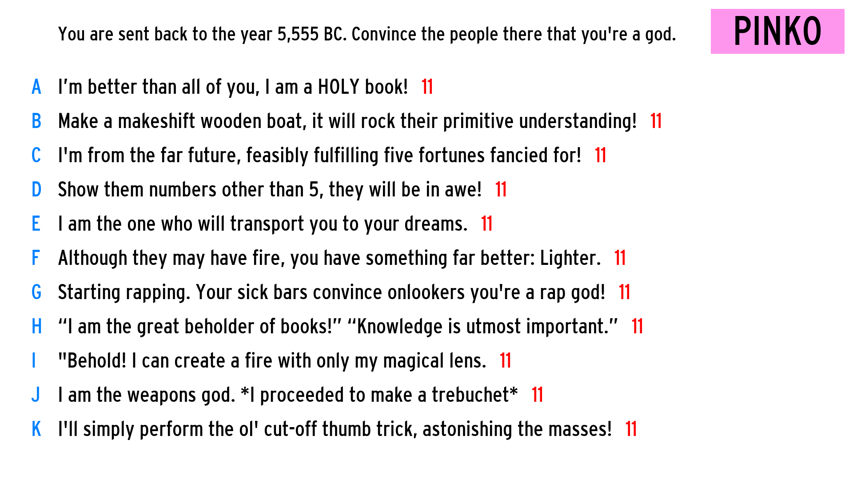 You are sent back to the year 5,555 BC. Convince the people there that you're a god.
PINKO
A I’m better than all of you, I am a HOLY book! 11
B Make a makeshift wooden boat, it will rock their primitive understanding! 11
C I'm from the far future, feasibly fulfilling five fortunes fancied for! 11
D Show them numbers other than 5, they will be in awe! 11
E I am the one who will transport you to your dreams. 11
F Although they may have fire, you have something far better: Lighter. 11
G Starting rapping. Your sick bars convince onlookers you're a rap god! 11
H “I am the great beholder of books!” “Knowledge is utmost important.” 11
I "Behold! I can create a fire with only my magical lens. 11
J I am the weapons god. *I proceeded to make a trebuchet* 11
K I'll simply perform the ol' cut-off thumb trick, astonishing the masses! 11